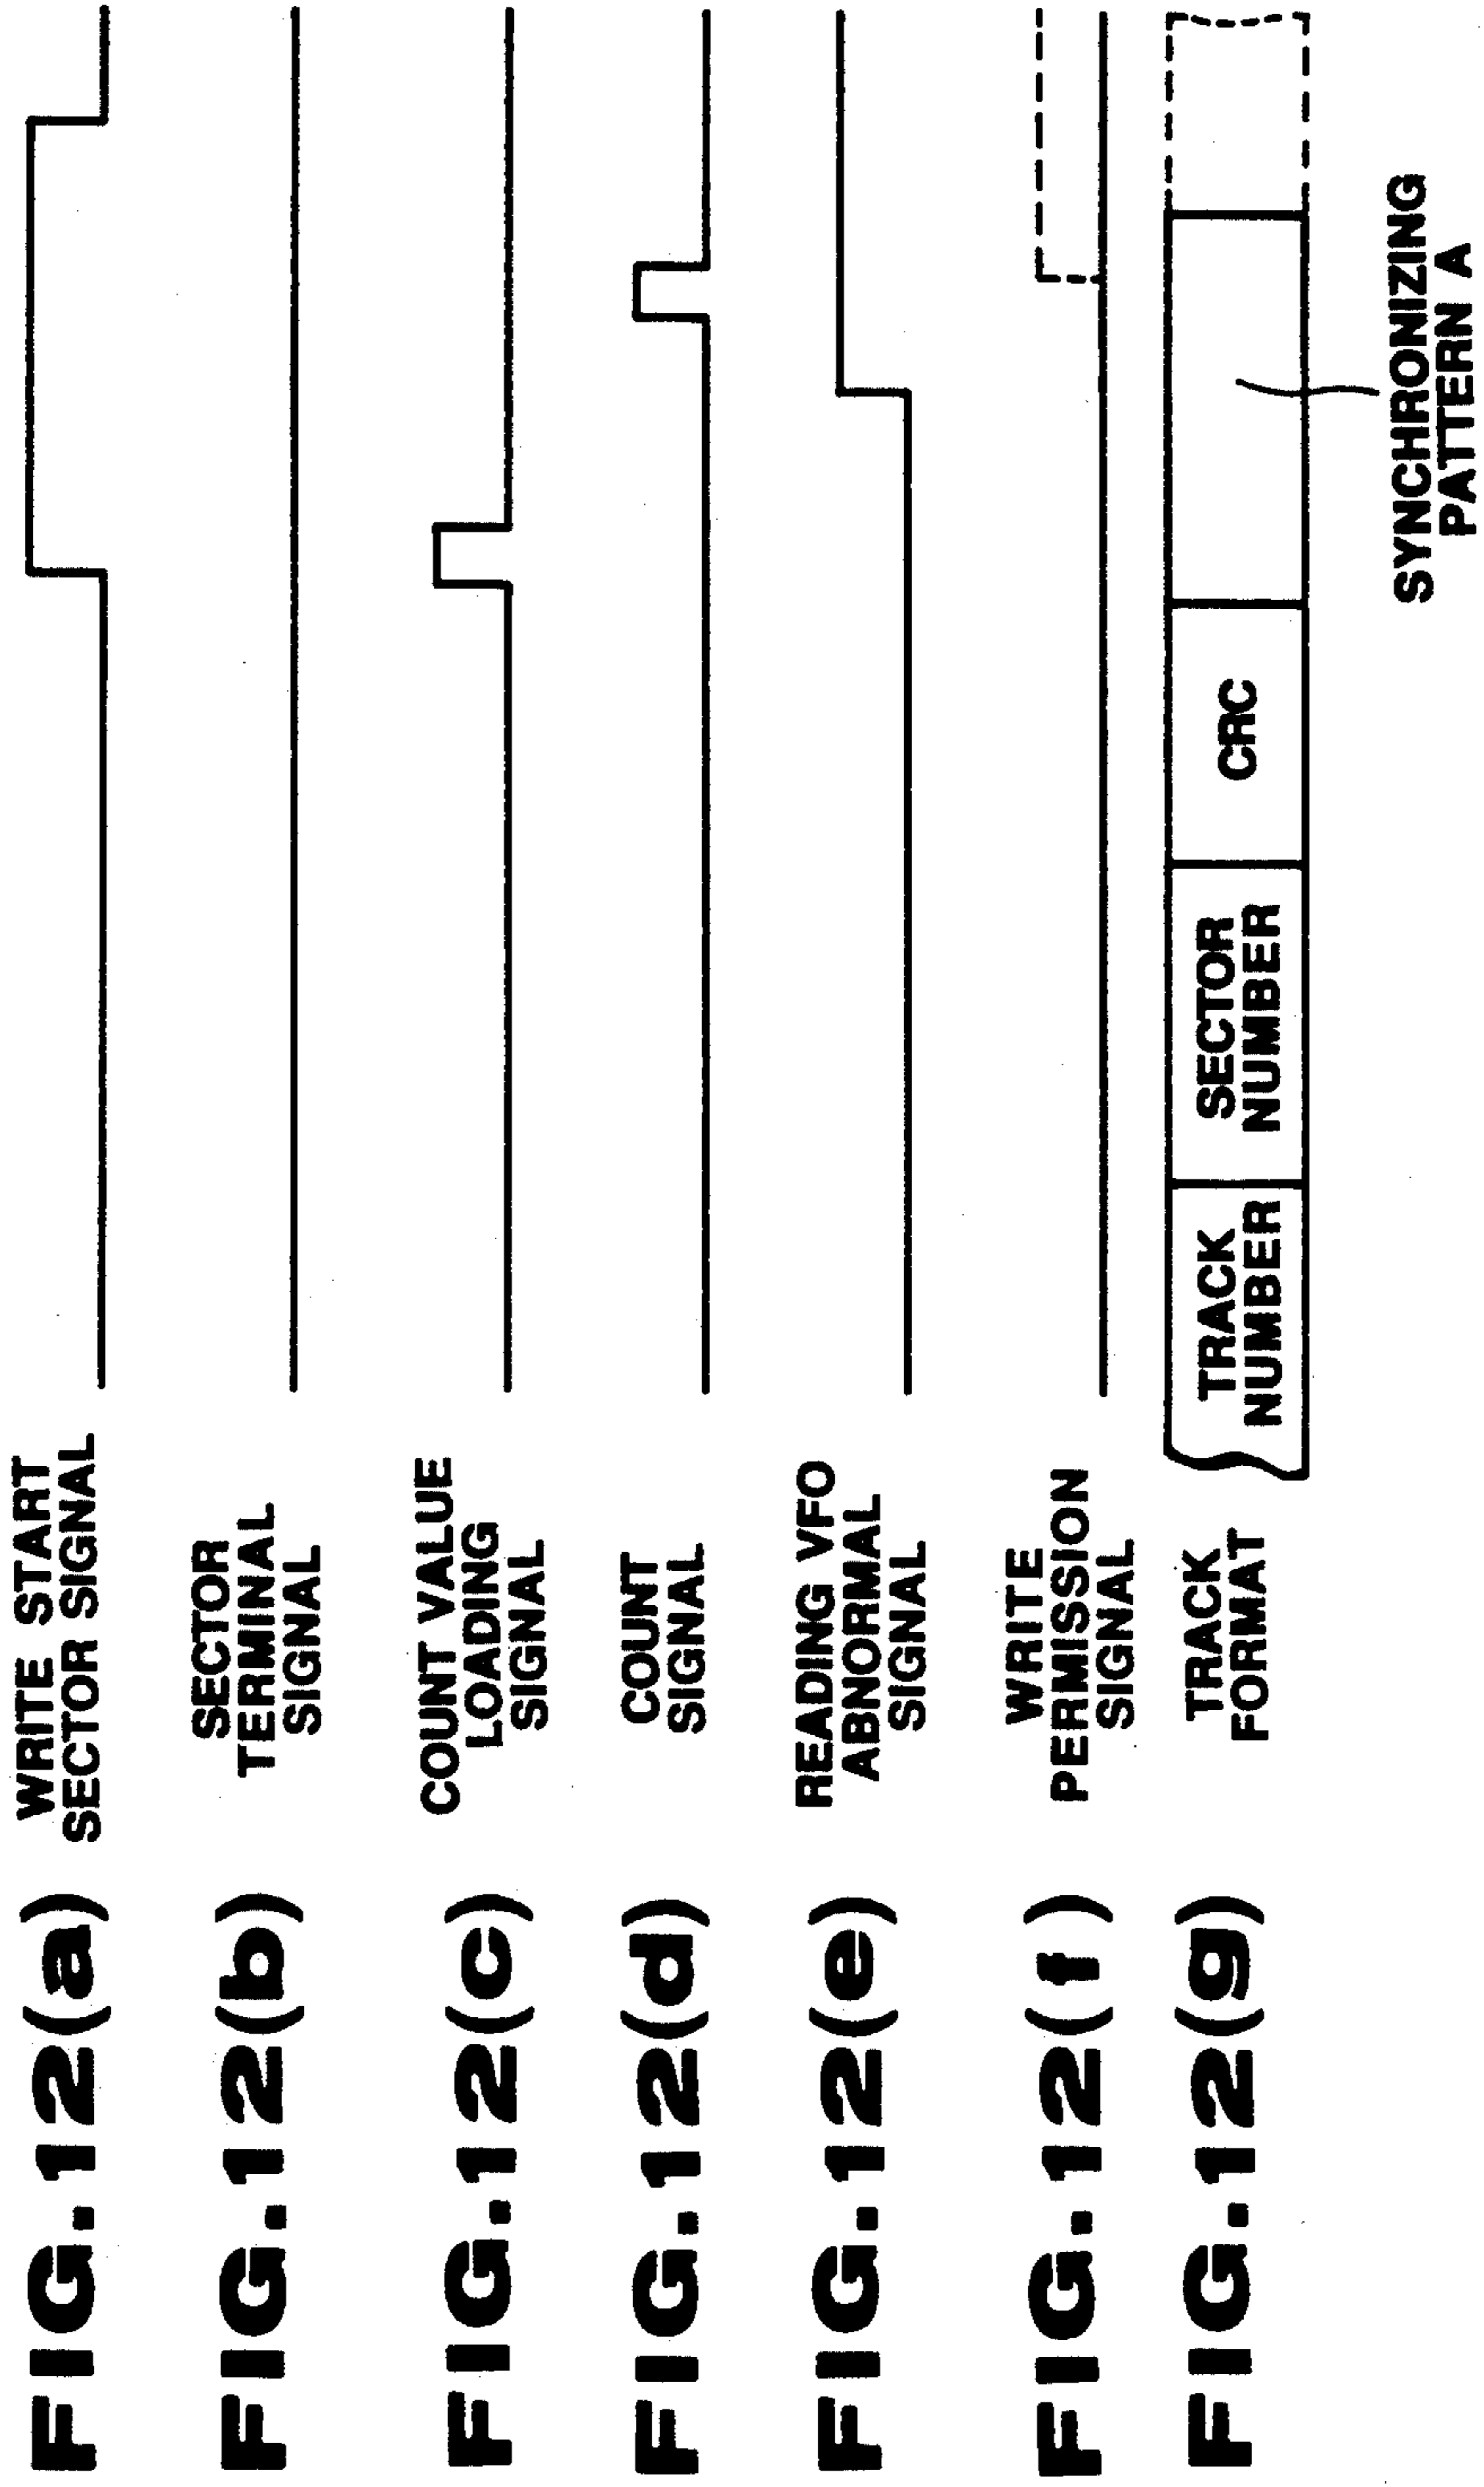 FIG.12(a)
WRITE START
SECTOR SIGNAL
FIG.12(b)
SECTOR
TERMINAL
SIGNAL
FIG.12(c)
COUNT VALUE
LOADING
SIGNAL
FIG.12(d)
COUNT
SIGNAL
FIG.12(e)
READING VFO
ABNORMAL
SIGNAL
FIG.12(f)
WRITE
PERMISSION
SIGNAL
FIG.12(g)
TRACK
FORMAT
TRACK
NUMBER
SECTOR
NUMBER
CRC
SYNCHRONIZING
PATTERN A